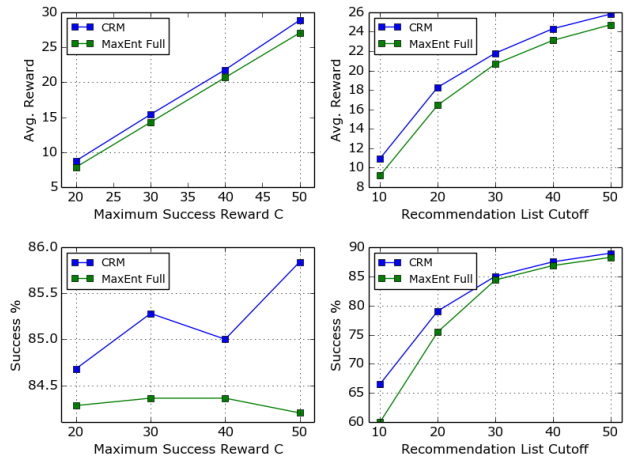 30
25
20
15
10
5
Avg. Reward
CRM
MaxEnt Full
20 25 30 35 40 45 50
Maximum Success Reward C
26
24
22
20
18
16
14
12
10
8
Avg. Reward
CRM
MaxEnt Full
10 20 30 40 50
Recommendation List Cutoff
86.0
85.5
85.0
84.5
Success %
CRM
MaxEnt Full
20 30 40 50
Maximum Success Reward C
90
85
80
75
70
65
60
Success %
CRM
MaxEnt Full
10 20 30 40 50
Recommendation List Cutoff